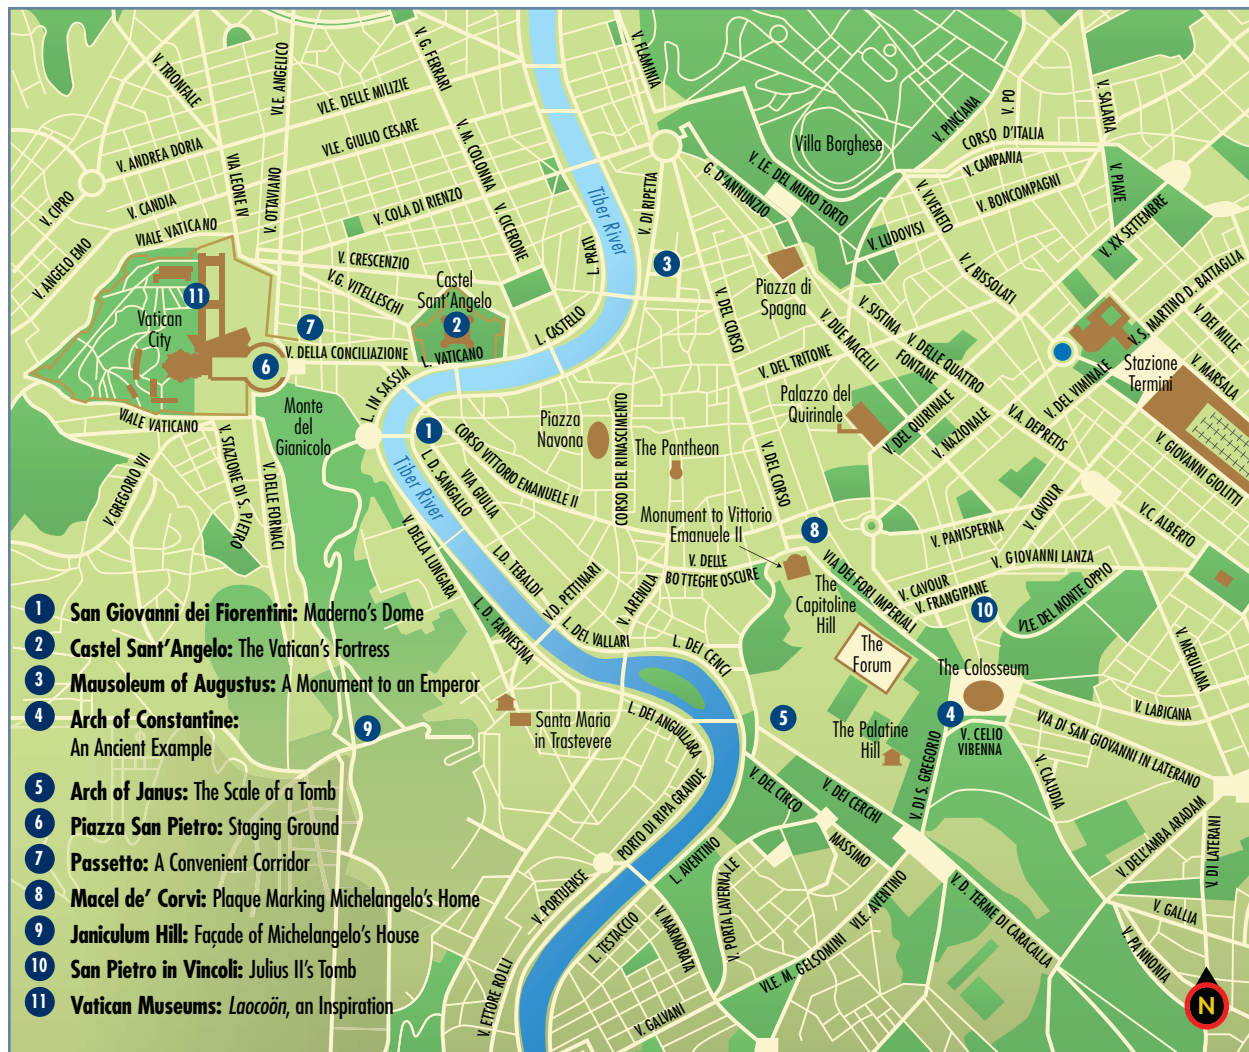 V. TRONFALE
VLE. ANGELICO
V. G. FERRARI
V. FLAMINIA
VLE. DELLE MILIZIE
VLE. GIULIO CESARE
V. ANDREA DORIA
V. M. COLONNA
V. CIPRO
V. CANDIA
VIA LEONE IV
V. OTTAVIANO
V. COLA DI RIENZO
V. CICERONE
VIALE VATICANO
V. ANGELO EMO
V. CRESCENZIO
V.G. VITELLESCHI
L. PRATI
Tiber River
V. DI RIPETTA
G. D'ANNUNZIO
V. LE. DEL MURO TORTO
Villa Borghese
V. PINCIANA
V. PO
CORSO D'ITALIA
V. CAMPANIA
V. SALARIA
V. PIAVE
V. BONCOMPAGNI
V. VENETO
V. LUDOVISI
V. XX SETTEMBRE
V. L BISSOLATI
V. S. MARTINO D. BATTAGLIA
V. DEI MILLE
V. MARSALA
Stazione
Termini
V. DEL VIMINALE
V.A. DEPRETIS
V. GIOVANNI GIOLITTI
Piazza di
Spagna
V. DEL CORSO
V. SISTINA
V. DUE MACELLI
V. DELLE QUATTRO
FONTANE
V. DEL TRITONE
Palazzo del
Quirinale
V. DEL QUIRINALE
V. NAZIONALE
3
11
Vatican
City
7
6
V. DELLA CONCILIAZIONE
Castel
Sant'Angelo
2
L. VATICANO
L. CASTELLO
L. IN SASSIA
Monte
del
Gianicolo
VIALE VATICANO
V. STAZIONE DI S. PIETRO
V. GREGORIO VII
V. DELLE FORNACI
1
CORSO VITTORIO EMANUELE II
VIA GIULIA
L. D. SANGALLO
Tiber River
V. DELLA LUNGARA
Piazza
Navona
CORSO DEL RINASCIMENTO
The Pantheon
V. DEL CORSO
Monument to Vittorio
Emanuele II
8
V. DELLE
BOTTEGHE OSCURE
The
Capitoline
Hill
VIA DEI FORI IMPERIALI
V. PANISPERNA
V. CAVOUR
V.C. ALBERTO
V. GIOVANNI LANZA
V. CAVOUR
V. FRANGIPANE
10
VLE DEL MONTE OPPIO
V. MERULANA
L.D. TEBALDI
V.D. PETTINARI
V. ARENULA
L. D. FARNESINA
L. DEI VALLARI
L. DEI CENCI
The
Forum
The Colosseum
4
5
The Palatine
Hill
V. CELIO
VIBENNA
V. LABICANA
VIA DI SAN GIOVANNI IN LATERANO
V. CLAUDIA
V. DI S. GREGORIO
9
Santa Maria
in Trastevere
L. DEI ANGUILLARA
PORTO DI RIPA GRANDE
V. DEL CIRCO
MASSIMO
V. DEI CERCHI
V. DELL'AMBA ARADAM
V. DI LATERANI
V. GALLIA
V. PANNONIA
V. D. TERME DI CARACALLA
VLE. AVENTINO
VLE. M. GELSOMINI
V. PORTA LAVERNA,LE
L. AVENTINO
V. MARMORATA
L. TESTACCIO
V. GALVANI
V. PORTUENSE
V. ETTORE ROLLI
N
1 San Giovanni dei Fiorentini: Maderno's Dome
2 Castel Sant'Angelo: The Vatican's Fortress
3 Mausoleum of Augustus: A Monument to an Emperor
4 Arch of Constantine:
An Ancient Example
5 Arch of Janus: The Scale of a Tomb
6 Piazza San Pietro: Staging Ground
7 Passetto: A Convenient Corridor
8 Macel de' Corvi: Plaque Marking Michelangelo's Home
9 Janiculum Hill: Façade of Michelangelo's House
10 San Pietro in Vincoli: Julius II's Tomb
11 Vatican Museums: Laocoön, an Inspiration